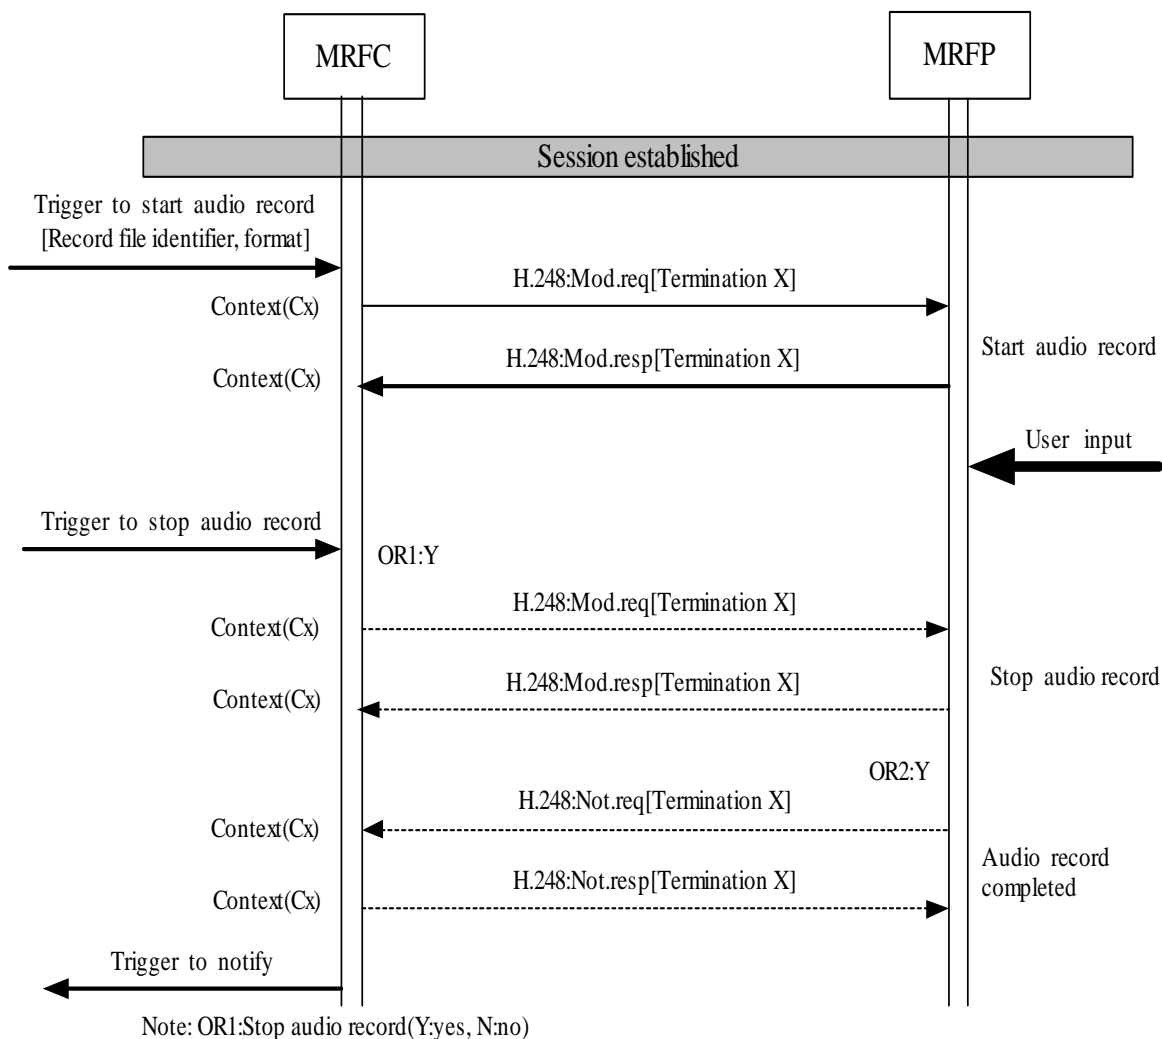 MRFC
MRFP
Session established
Trigger to start audio record
[Record file identifier, format]
H.248:Mod.req[Termination X]
Context(Cx)
Start audio record
H.248:Mod.resp[Termination X]
Context(Cx)
User input
Trigger to stop audio record
OR1:Y
H.248:Mod.req[Termination X]
Context(Cx)
Stop audio record
H.248:Mod.resp[Termination X]
Context(Cx)
OR2:Y
H.248:Not.req[Termination X]
Context(Cx)
Audio record
completed
H.248:Not.resp[Termination X]
Context(Cx)
Trigger to notify
Note: OR1:Stop audio record(Y:yes, N:no)